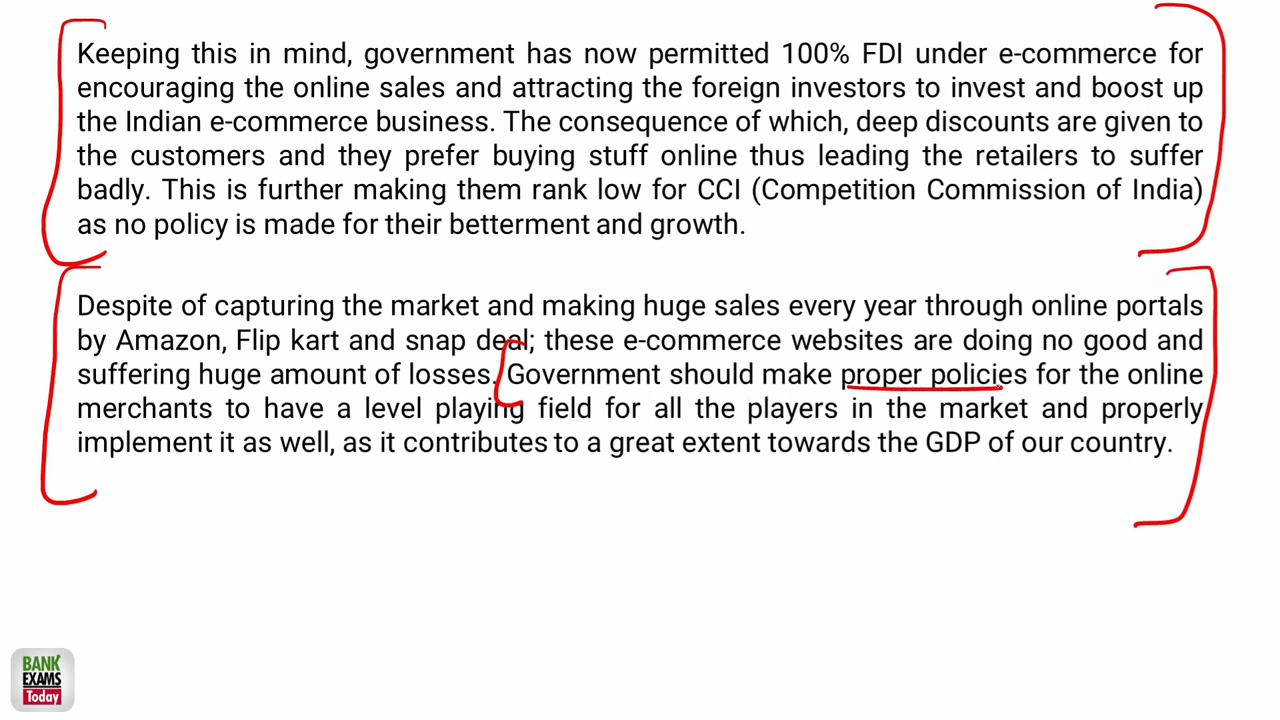 Keeping this in mind, government has now permitted 100% FDI under e-commerce for
encouraging the online sales and attracting the foreign investors to invest and boost up
the Indian e-commerce business. The consequence of which, deep discounts are given to
the customers and they prefer buying stuff online thus leading the retailers to suffer
badly. This is further making them rank low for CCI (Competition Commission of India)
as no policy is made for their betterment and growth.
Despite of capturing the market and making huge sales every year through online portals
by Amazon, Flip kart and snap deal; these e-commerce websites are doing no good and
suffering huge amount of losses. Government should make proper policies for the online
merchants to have a level playing field for all the players in the market and properly
implement it as well, as it contributes to a great extent towards the GDP of our country.
BANK
EXAMS
Today